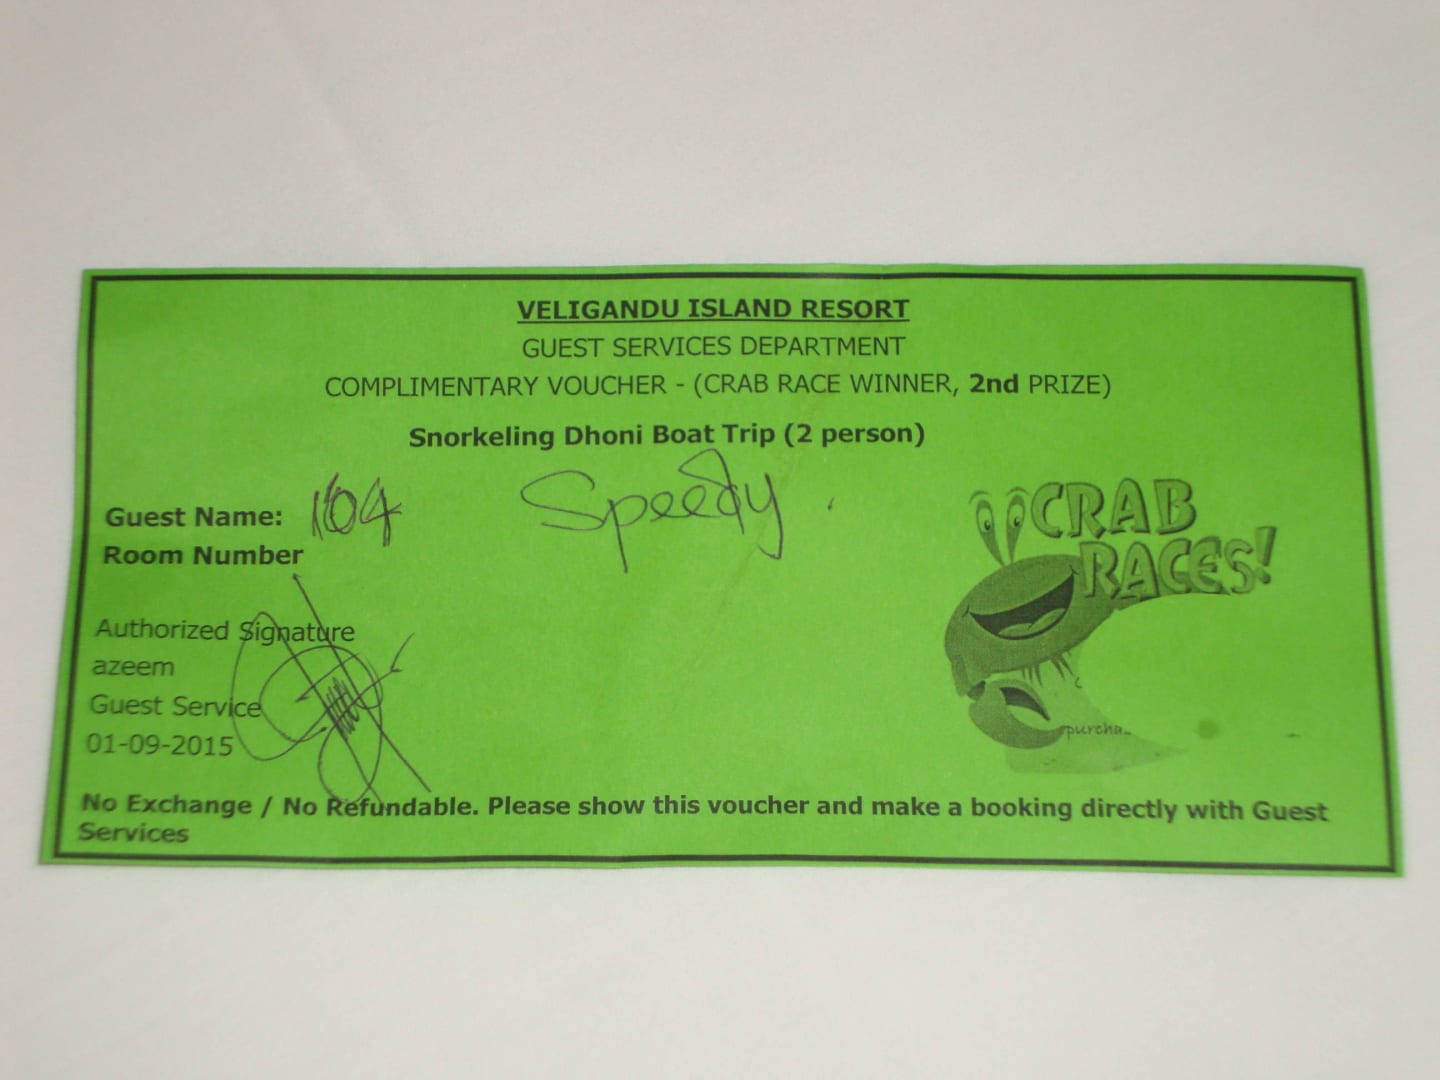 VELIGANDU ISLAND RESORT
GUEST SERVICES DEPARTMENT
COMPLIMENTARY VOUCHER - (CRAB RACE WINNER, 2nd PRIZE)
Snorkeling Dhoni Boat Trip (2 person)
Guest Name: 104 Speedy
Room Number
CRAB
RACES!
Authorized Signature
azeem
Guest Service
01-09-2015
No Exchange / No Refundable. Please show this voucher and make a booking directly with Guest
Services